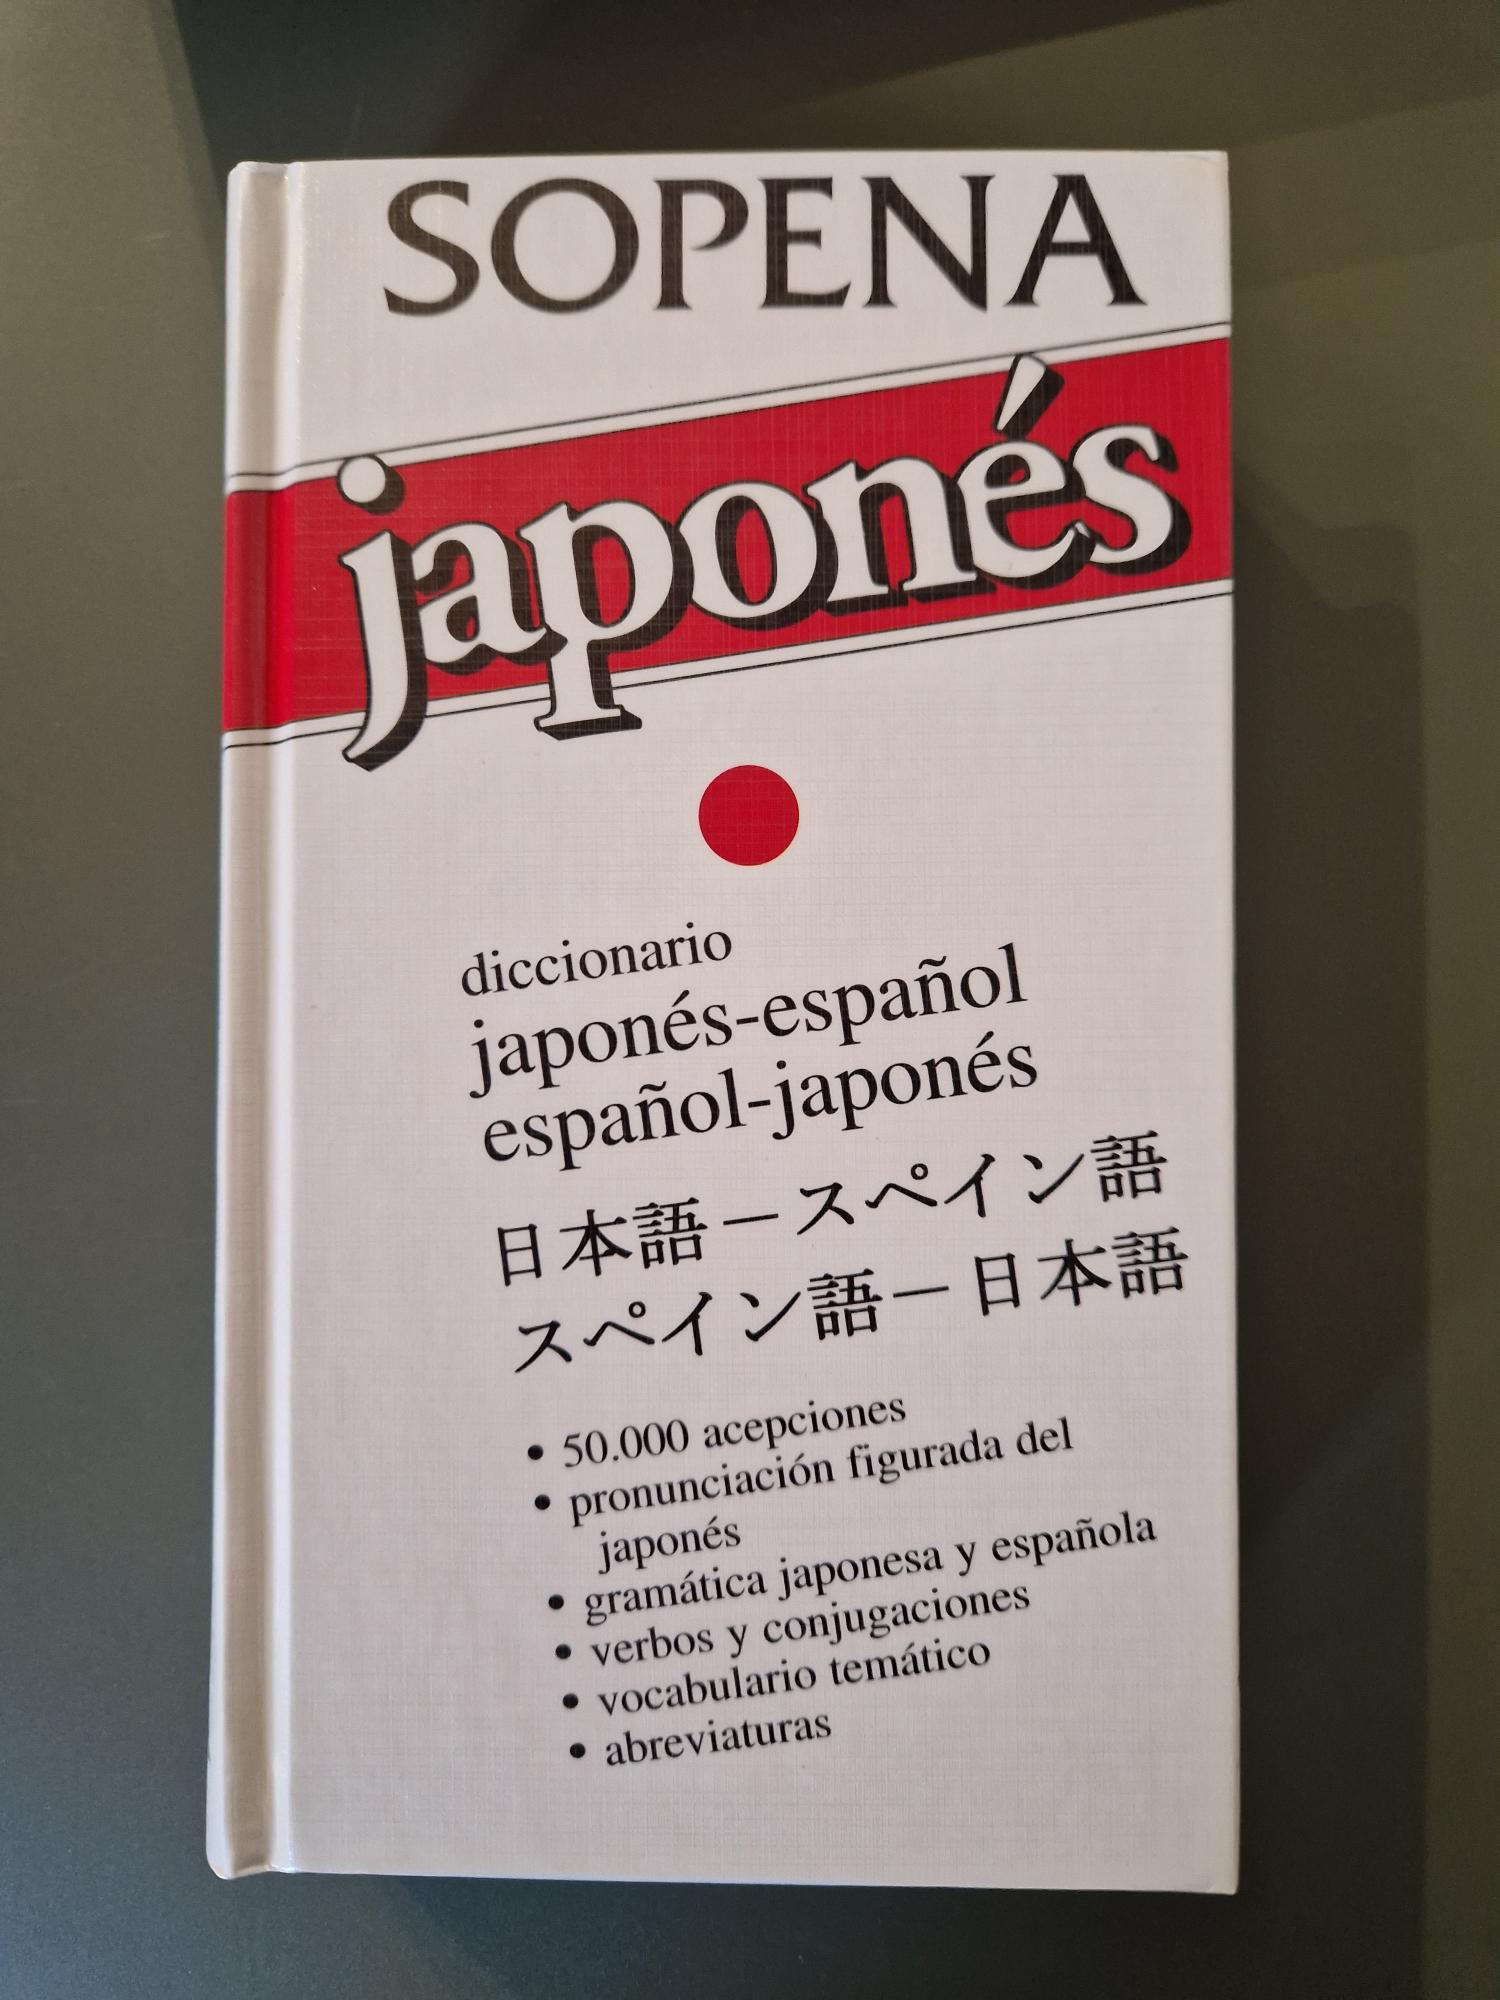 SOPENA
japonés
diccionario
japonés-español
español-japonés
日本語－スペイン語
スペイン語－日本語
• 50.000 acepciones
• pronunciación figurada del
japonés
• gramática japonesa y española
• verbos y conjugaciones
• vocabulario temático
• abreviaturas